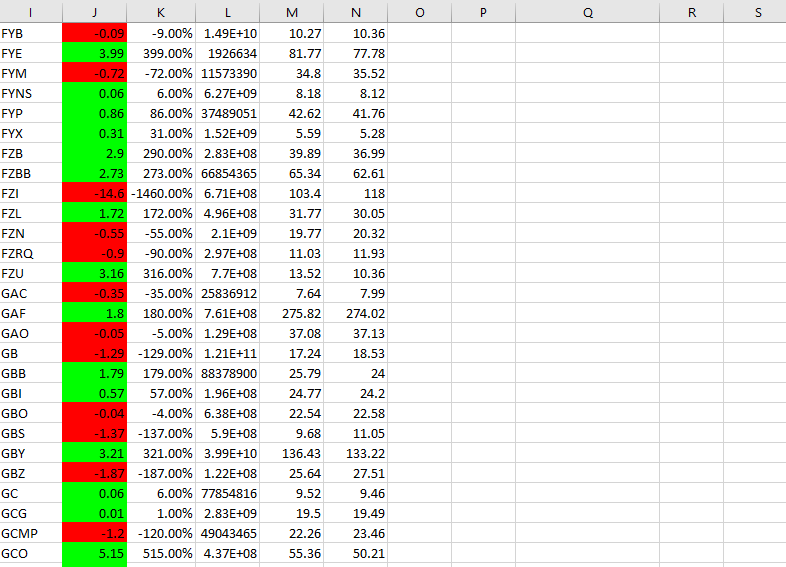 I J K L M N O P Q R S
FYB -0.09 -9.00% 1.49E+10 10.27 10.36
FYE 3.99 399.00% 1926634 81.77 77.78
FYM -0.72 -72.00% 11573390 34.8 35.52
FYNS 0.06 6.00% 6.27E+09 8.18 8.12
FYP 0.86 86.00% 37489051 42.62 41.76
FYX 0.31 31.00% 1.52E+09 5.59 5.28
FZB 2.9 290.00% 2.83E+08 39.89 36.99
FZBB 2.73 273.00% 66854365 65.34 62.61
FZI -14.6 -1460.00% 6.71E+08 103.4 118
FZL 1.72 172.00% 4.96E+08 31.77 30.05
FZN -0.55 -55.00% 2.1E+09 19.77 20.32
FZRQ -0.9 -90.00% 2.97E+08 11.03 11.93
FZU 3.16 316.00% 7.7E+08 13.52 10.36
GAC -0.35 -35.00% 25836912 7.64 7.99
GAF 1.8 180.00% 7.61E+08 275.82 274.02
GAO -0.05 -5.00% 1.29E+08 37.08 37.13
GB -1.29 -129.00% 1.21E+11 17.24 18.53
GBB 1.79 179.00% 88378900 25.79 24
GBI 0.57 57.00% 1.96E+08 24.77 24.2
GBO -0.04 -4.00% 6.38E+08 22.54 22.58
GBS -1.37 -137.00% 5.9E+08 9.68 11.05
GBY 3.21 321.00% 3.99E+10 136.43 133.22
GBZ -1.87 -187.00% 1.22E+08 25.64 27.51
GC 0.06 6.00% 77854816 9.52 9.46
GCG 0.01 1.00% 2.83E+09 19.5 19.49
GCMP -1.2 -120.00% 49043465 22.26 23.46
GCO 5.15 515.00% 4.37E+08 55.36 50.21